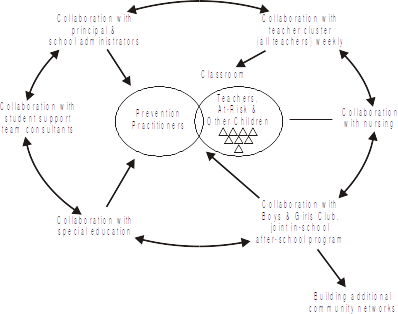 Collaboration with
principal &
school administrators
Collaboration with
teacher cluster
(all teachers) weekly
Classroom
Teachers,
At-Risk &
Other Children
Prevention
Practitioners
Collaboration with
student support
team consultants
Collaboration
with nursing
Collaboration with
special education
Collaboration with
Boys & Girls Club,
joint in-school
after-school program
Building additional
community networks